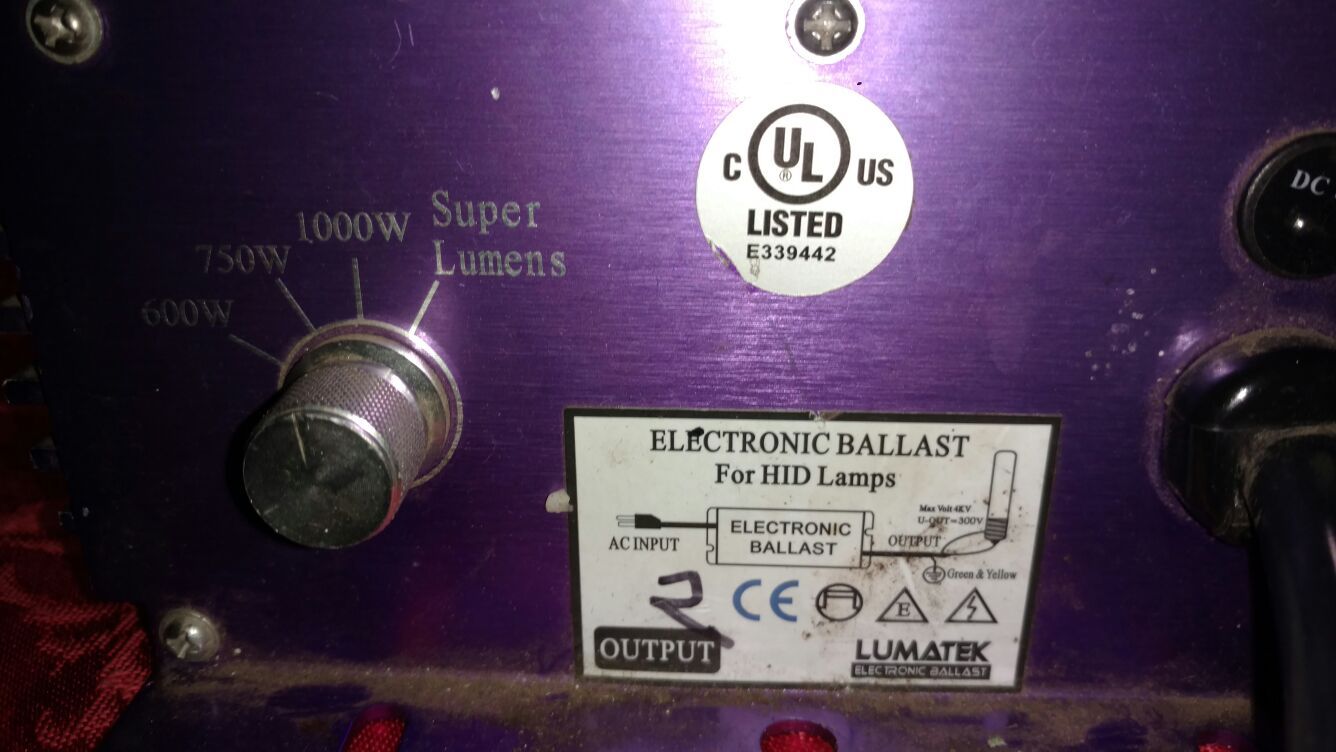 Super
Lumens
1000W
750W
600W
C UL US
®
LISTED
E339442
DC
ELECTRONIC BALLAST
For HID Lamps
AC INPUT
ELECTRONIC
BALLAST
OUTPUT
Max Volt 4KV
U-OUT=300V
Green & Yellow
2
CE
E
OUTPUT
LUMATEK
ELECTRONIC BALLAST